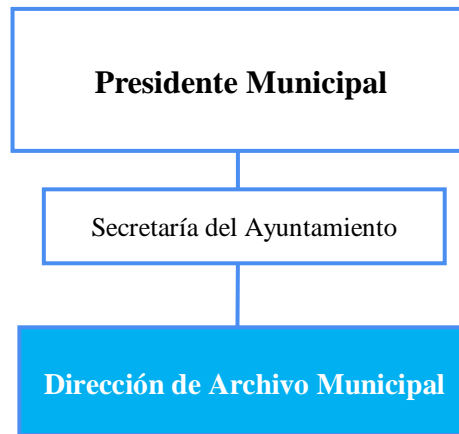 Presidente Municipal
Secretaría del Ayuntamiento
Dirección de Archivo Municipal